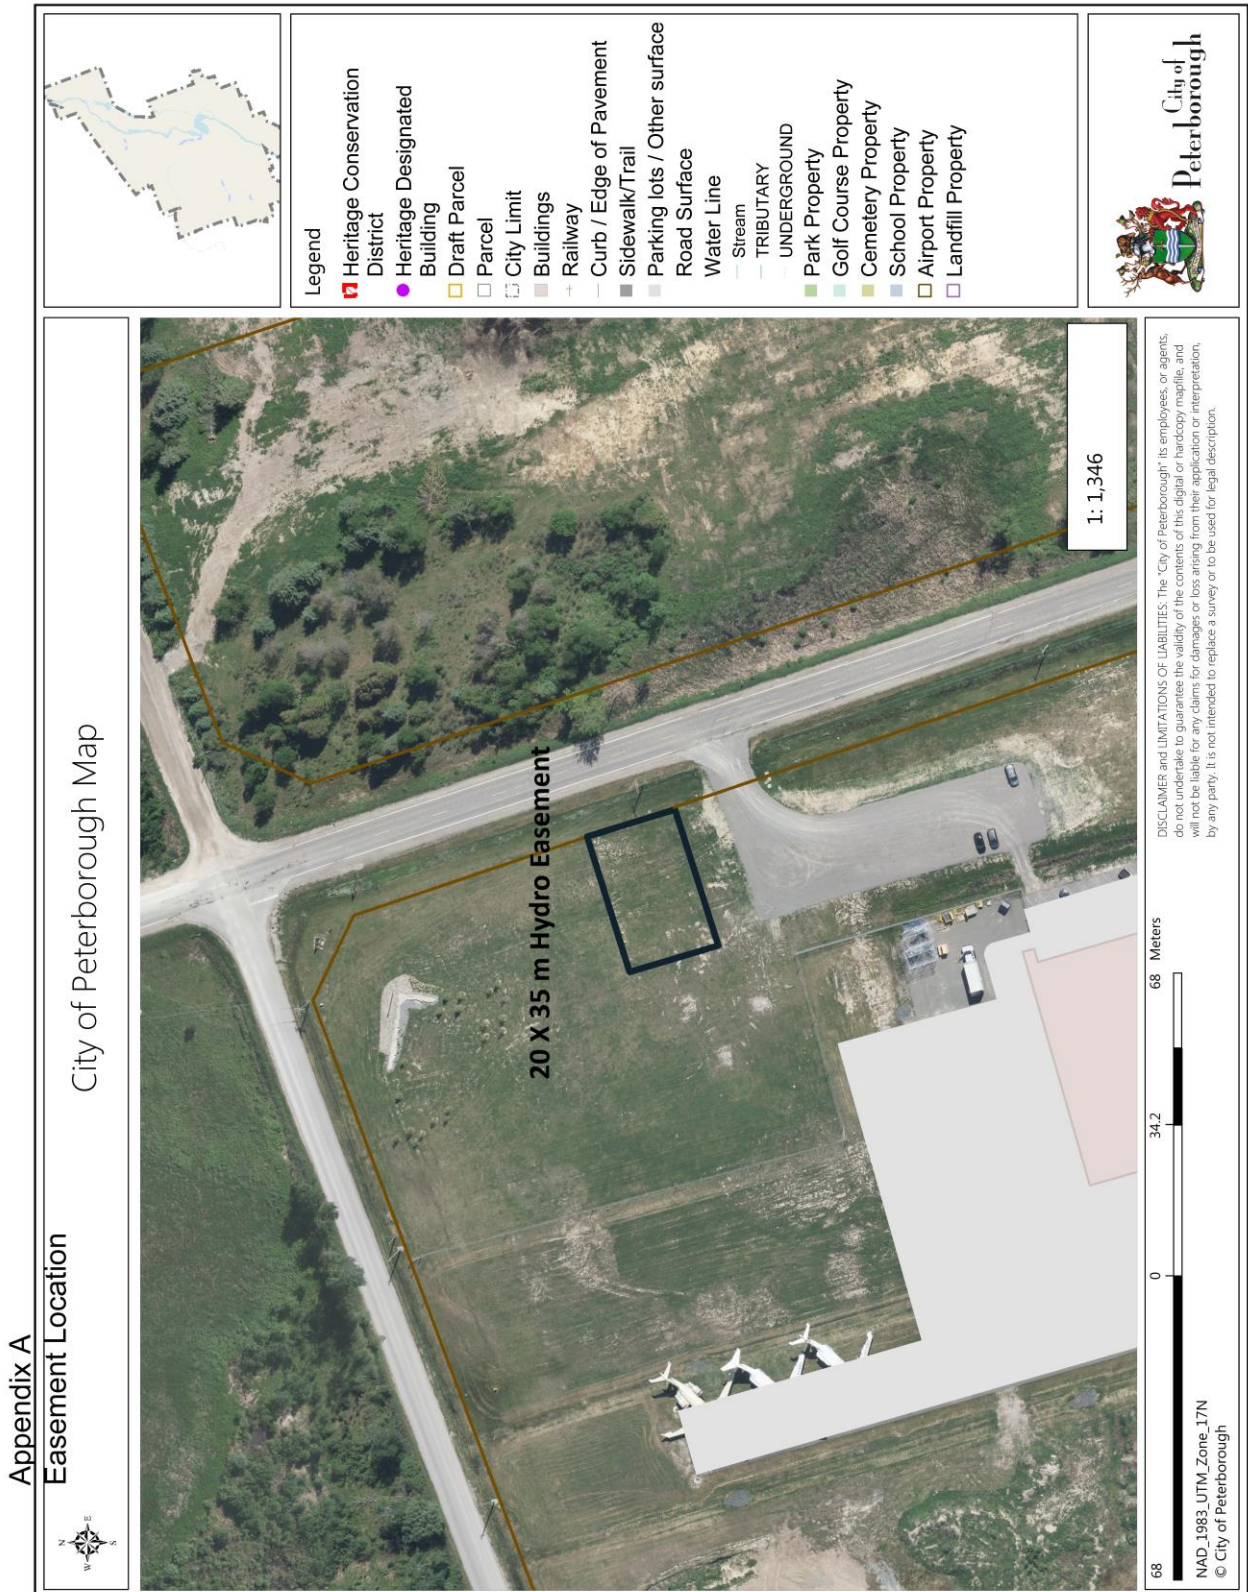 Appendix A
Easement Location
N
W
E
S
City of Peterborough Map
20 X 35 m Hydro Easement
1: 1,346
Legend
Heritage Conservation
District
Heritage Designated
Building
Draft Parcel
Parcel
City Limit
Buildings
Railway
Curb / Edge of Pavement
Sidewalk/Trail
Parking lots / Other surface
Road Surface
Water Line
Stream
TRIBUTARY
UNDERGROUND
Park Property
Golf Course Property
Cemetery Property
School Property
Airport Property
Landfill Property
68
0
34.2
68
Meters
NAD_1983_UTM_Zone_17N
© City of Peterborough
DISCLAIMER and LIMITATIONS OF LIABILITIES: The "City of Peterborough" its employees, or agents,
do not undertake to guarantee the validity of the contents of this digital or hardcopy mapfile, and
will not be liable for any claims for damages or loss arising from their application or interpretation,
by any party. It is not intended to replace a survey or to be used for legal description.
City of
Peterborough